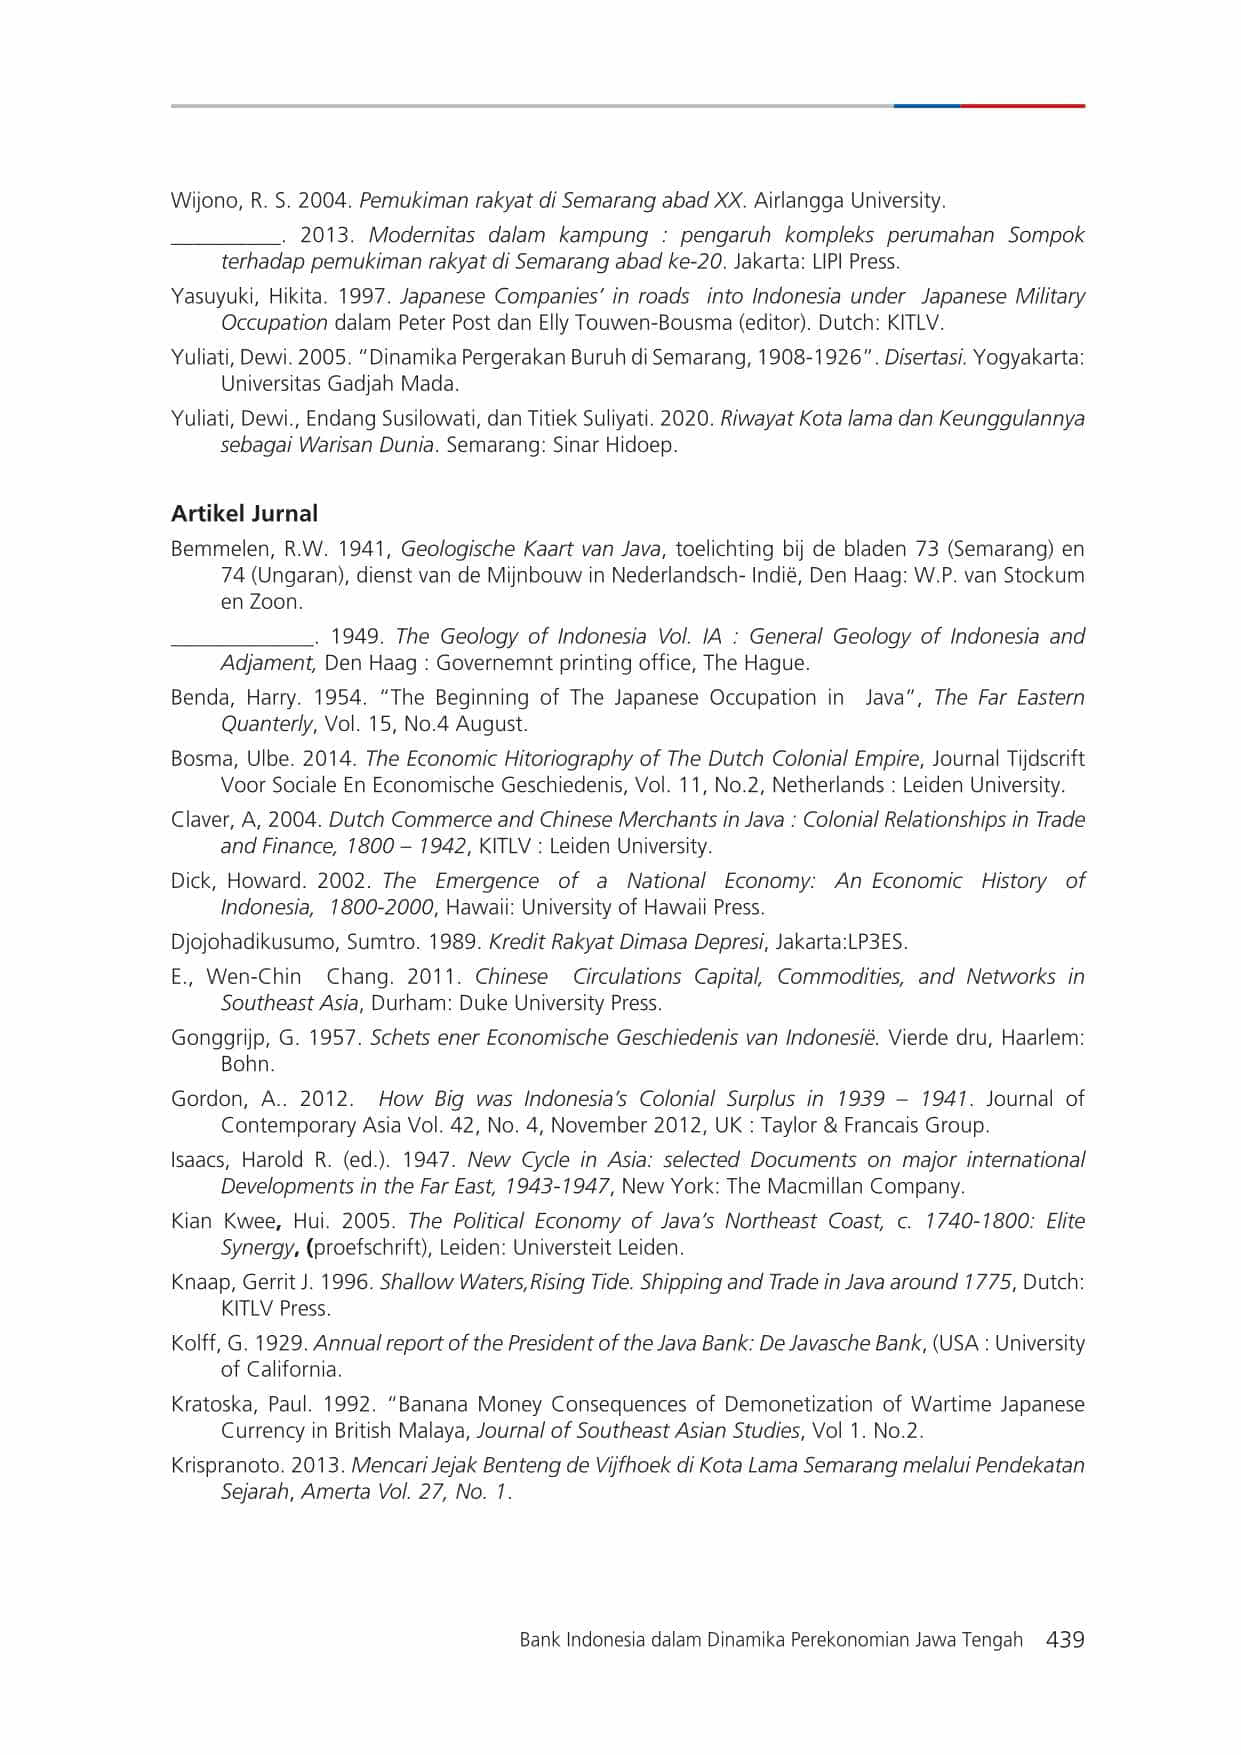 Wijono, R. S. 2004. Pemukiman rakyat di Semarang abad XX. Airlangga University.
__________. 2013. Modernitas dalam kampung : pengaruh kompleks perumahan Sompok
terhadap pemukiman rakyat di Semarang abad ke-20. Jakarta: LIPI Press.
Yasuyuki, Hikita. 1997. Japanese Companies’ in roads into Indonesia under Japanese Military
Occupation dalam Peter Post dan Elly Touwen-Bousma (editor). Dutch: KITLV.
Yuliati, Dewi. 2005. “Dinamika Pergerakan Buruh di Semarang, 1908-1926”. Disertasi. Yogyakarta:
Universitas Gadjah Mada.
Yuliati, Dewi., Endang Susilowati, dan Titiek Suliyati. 2020. Riwayat Kota lama dan Keunggulannya
sebagai Warisan Dunia. Semarang: Sinar Hidoep.
Artikel Jurnal
Bemmelen, R.W. 1941, Geologische Kaart van Java, toelichting bij de bladen 73 (Semarang) en
74 (Ungaran), dienst van de Mijnbouw in Nederlandsch- Indië, Den Haag: W.P. van Stockum
en Zoon.
_____________. 1949. The Geology of Indonesia Vol. IA : General Geology of Indonesia and
Adjament, Den Haag : Governemnt printing office, The Hague.
Benda, Harry. 1954. “The Beginning of The Japanese Occupation in Java”, The Far Eastern
Quanterly, Vol. 15, No.4 August.
Bosma, Ulbe. 2014. The Economic Hitoriography of The Dutch Colonial Empire, Journal Tijdscrift
Voor Sociale En Economische Geschiedenis, Vol. 11, No.2, Netherlands : Leiden University.
Claver, A, 2004. Dutch Commerce and Chinese Merchants in Java : Colonial Relationships in Trade
and Finance, 1800 – 1942, KITLV : Leiden University.
Dick, Howard. 2002. The Emergence of a National Economy: An Economic History of
Indonesia, 1800-2000, Hawaii: University of Hawaii Press.
Djojohadikusumo, Sumtro. 1989. Kredit Rakyat Dimasa Depresi, Jakarta:LP3ES.
E., Wen-Chin Chang. 2011. Chinese Circulations Capital, Commodities, and Networks in
Southeast Asia, Durham: Duke University Press.
Gonggrijp, G. 1957. Schets ener Economische Geschiedenis van Indonesië. Vierde dru, Haarlem:
Bohn.
Gordon, A.. 2012. How Big was Indonesia’s Colonial Surplus in 1939 – 1941. Journal of
Contemporary Asia Vol. 42, No. 4, November 2012, UK : Taylor & Francais Group.
Isaacs, Harold R. (ed.). 1947. New Cycle in Asia: selected Documents on major international
Developments in the Far East, 1943-1947, New York: The Macmillan Company.
Kian Kwee, Hui. 2005. The Political Economy of Java’s Northeast Coast, c. 1740-1800: Elite
Synergy, (proefschrift), Leiden: Universteit Leiden.
Knaap, Gerrit J. 1996. Shallow Waters,Rising Tide. Shipping and Trade in Java around 1775, Dutch:
KITLV Press.
Kolff, G. 1929. Annual report of the President of the Java Bank: De Javasche Bank, (USA : University
of California.
Kratoska, Paul. 1992. “Banana Money Consequences of Demonetization of Wartime Japanese
Currency in British Malaya, Journal of Southeast Asian Studies, Vol 1. No.2.
Krispranoto. 2013. Mencari Jejak Benteng de Vijfhoek di Kota Lama Semarang melalui Pendekatan
Sejarah, Amerta Vol. 27, No. 1.
Bank Indonesia dalam Dinamika Perekonomian Jawa Tengah 439